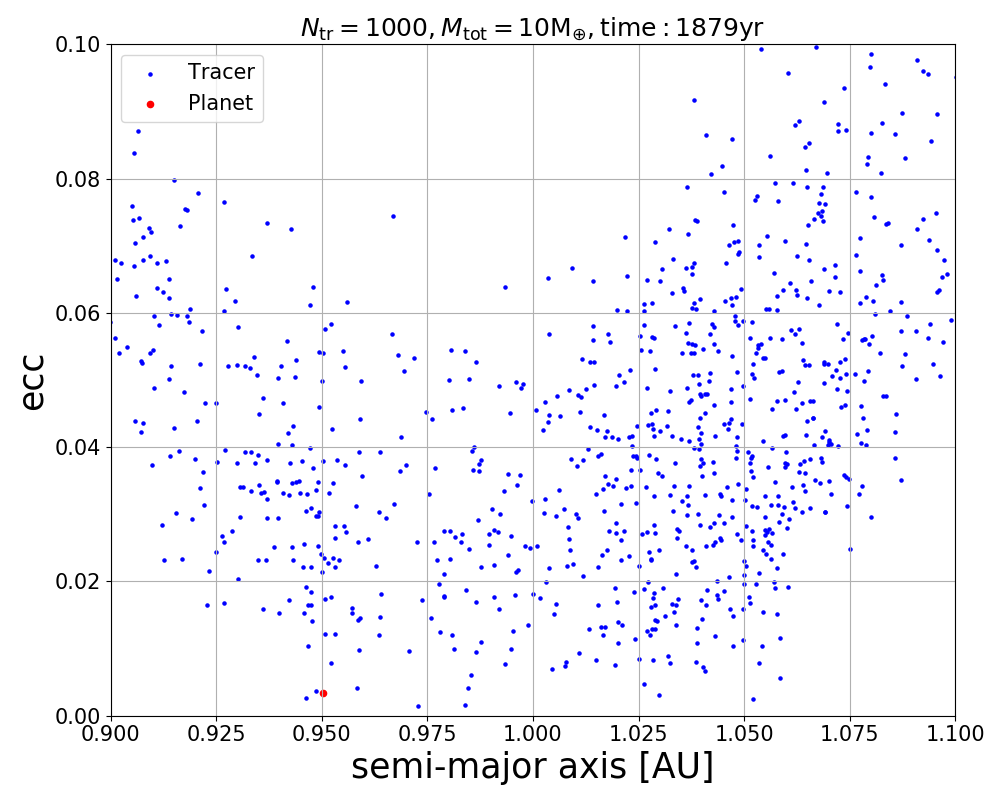 N_tr = 1000, M_tot = 10M_⊕, time : 1879yr
Tracer
Planet
0.10
0.08
0.06
0.04
0.02
0.00
ecc
0.900 0.925 0.950 0.975 1.000 1.025 1.050 1.075 1.100
semi-major axis [AU]